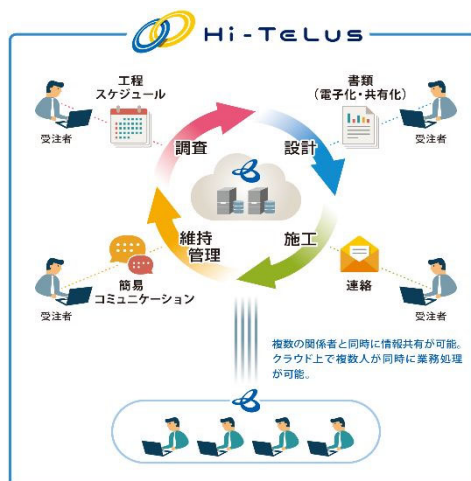 Hi-TeLus
工程
スケジュール
受注者
書類
（電子化・共有化）
受注者
調査
設計
維持
管理
施工
簡易
コミュニケーション
受注者
連絡
受注者
複数の関係者と同時に情報共有が可能。
クラウド上で複数人が同時に業務処理
が可能。